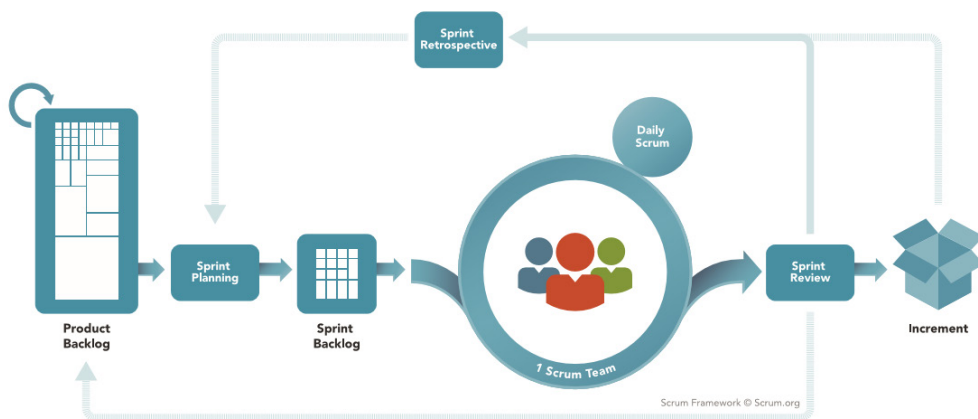 Sprint
Retrospective
Daily
Scrum
Sprint
Planning
Sprint
Review
Product
Backlog
Sprint
Backlog
1 Scrum Team
Increment
Scrum Framework © Scrum.org